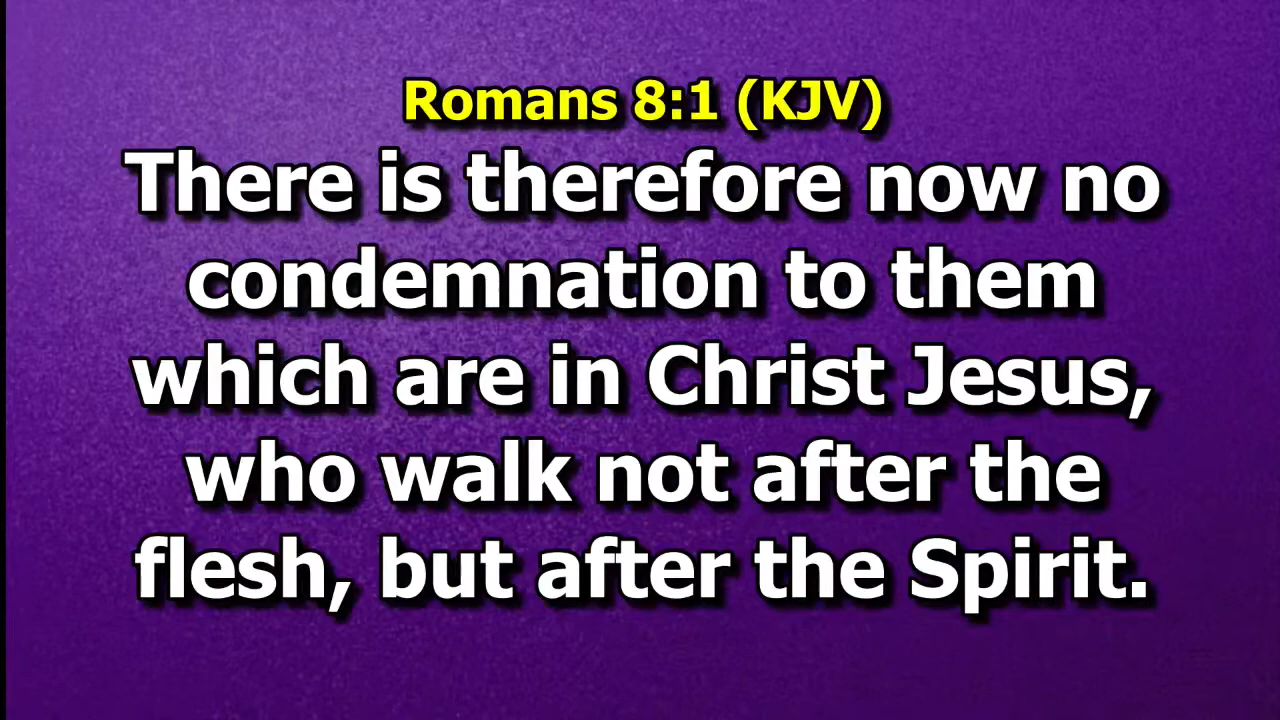 Romans 8:1 (KJV)
There is therefore now no
condemnation to them
which are in Christ Jesus,
who walk not after the
flesh, but after the Spirit.